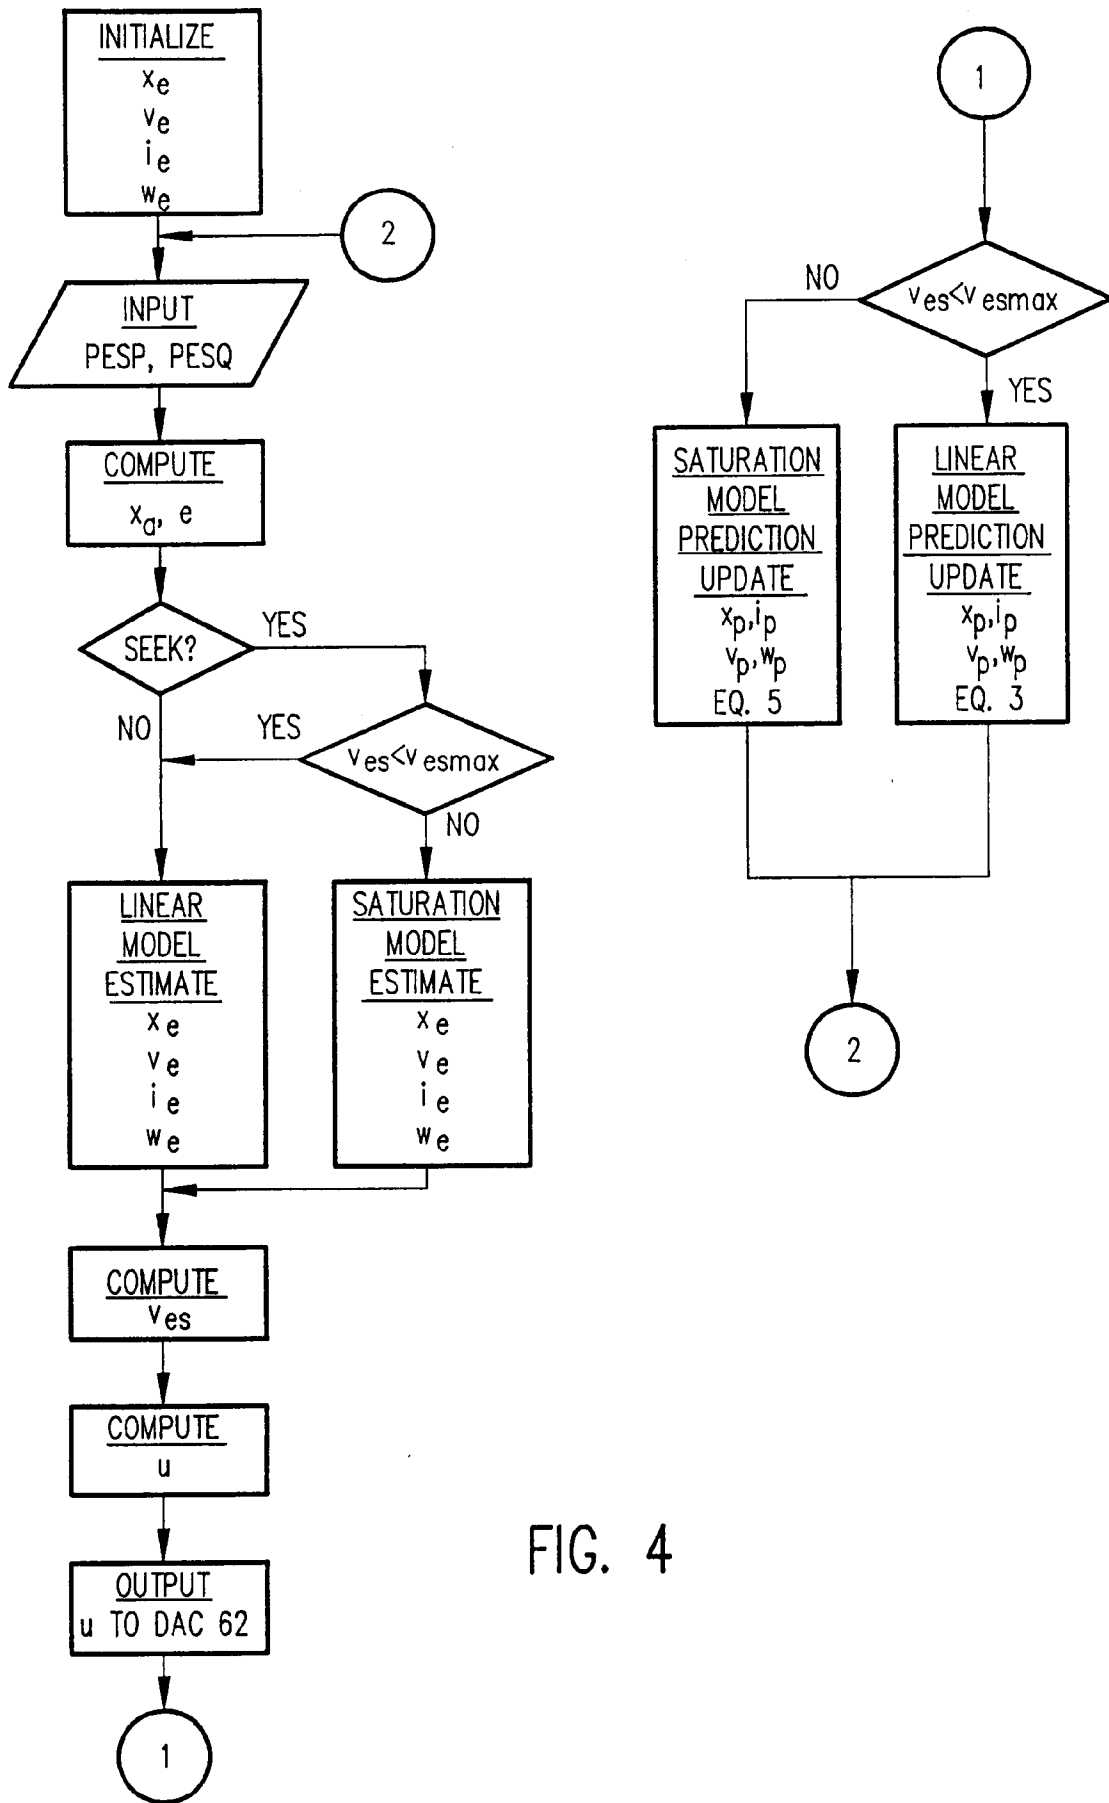 INITIALIZE
xe
ve
ie
we
2
INPUT
PESP, PESQ
COMPUTE
xa, e
SEEK?
YES
NO
YES
ves<vesmax
NO
LINEAR
MODEL
ESTIMATE
xe
ve
ie
we
SATURATION
MODEL
ESTIMATE
xe
ve
ie
we
COMPUTE
ves
COMPUTE
u
OUTPUT
u TO DAC 62
1
1
ves<vesmax
NO
YES
SATURATION
MODEL
PREDICTION
UPDATE
xp,ip
vp,wp
EQ. 5
LINEAR
MODEL
PREDICTION
UPDATE
xp,ip
vp,wp
EQ. 3
2
FIG. 4